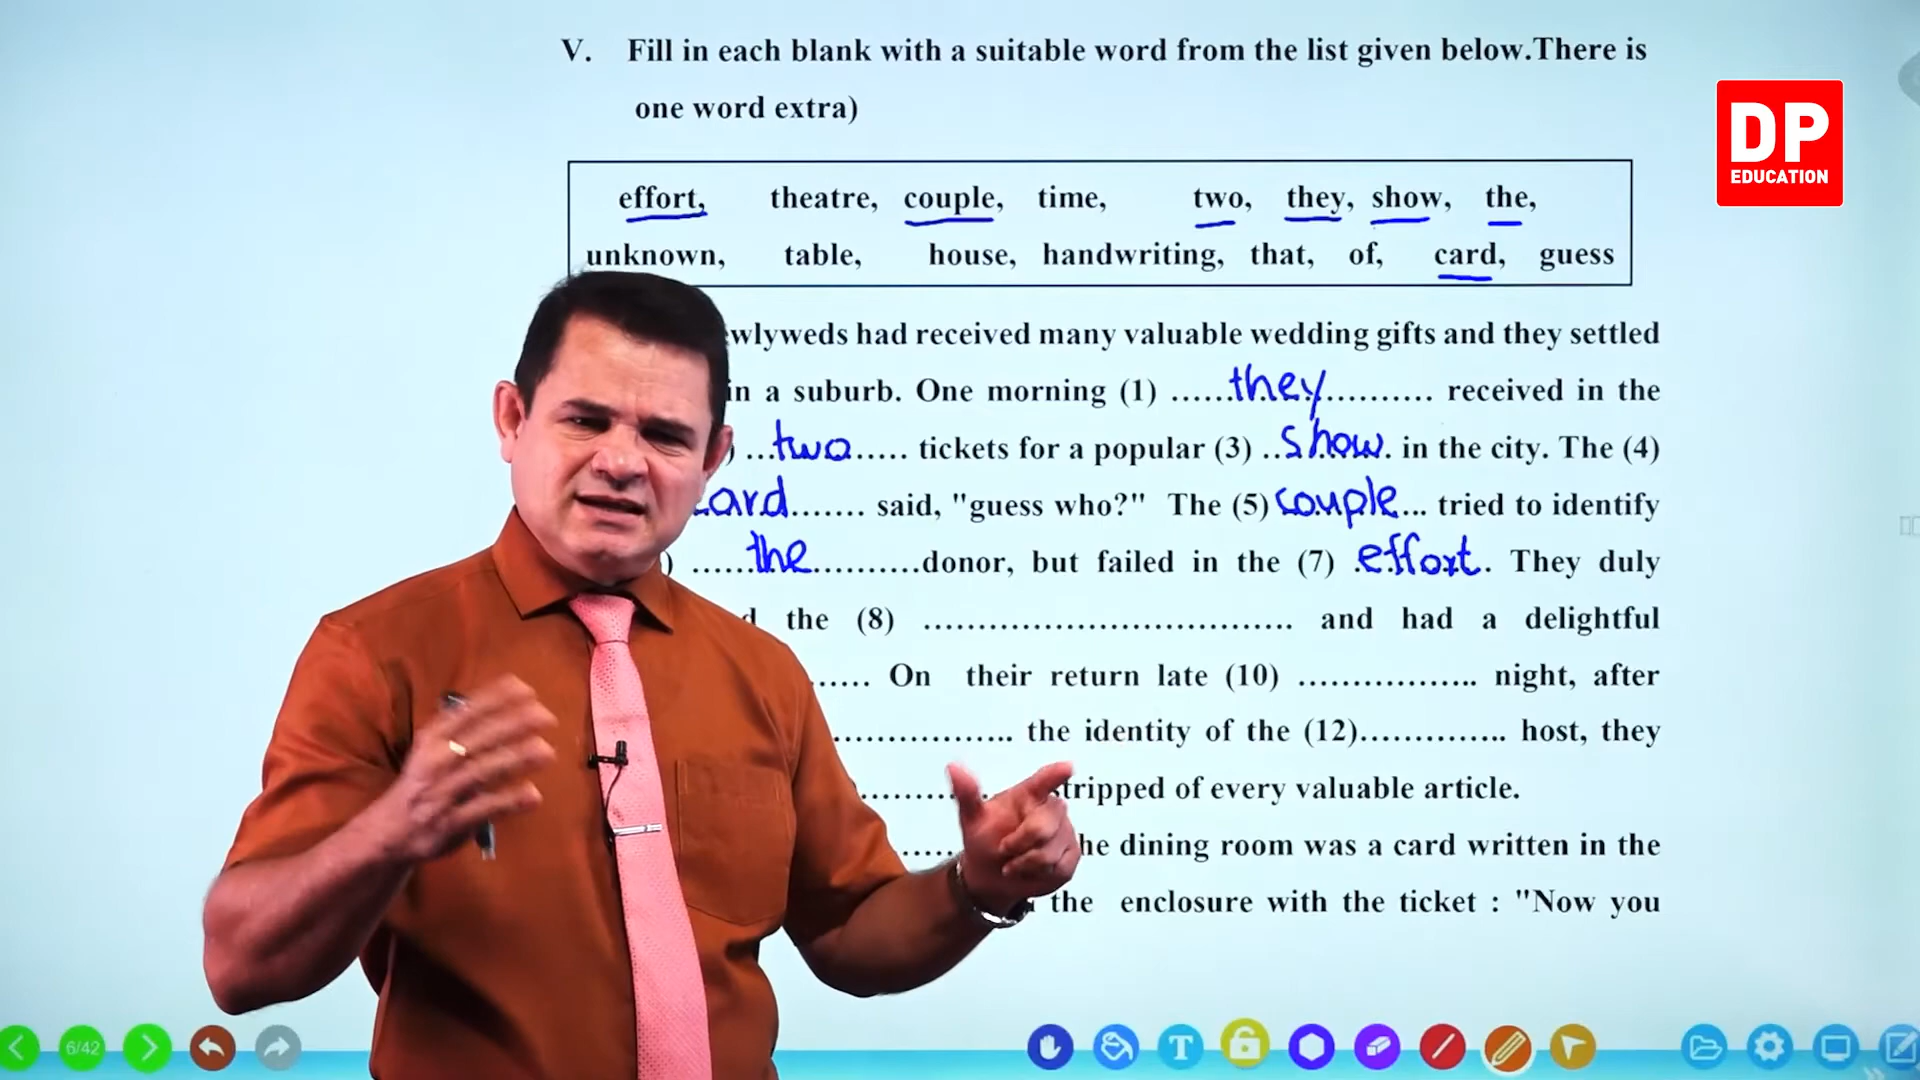 V. Fill in each blank with a suitable word from the list given below.There is
one word extra)
DP
EDUCATION
effort, theatre, couple, time, two, they, show, the,
unknown, table, house, handwriting, that, of, card, guess
wlyweds had received many valuable wedding gifts and they settled
in a suburb. One morning (1) ......they.......... received in the
) ...two..... tickets for a popular (3) ..show. in the city. The (4)
card....... said, "guess who?" The (5) couple... tried to identify
) ......the..........donor, but failed in the (7) .effort. They duly
d the (8) ................................. and had a delightful
..... On their return late (10) ................ night, after
................ the identity of the (12)............. host, they
.......... stripped of every valuable article.
..... he dining room was a card written in the
the enclosure with the ticket : "Now you
6/42
T